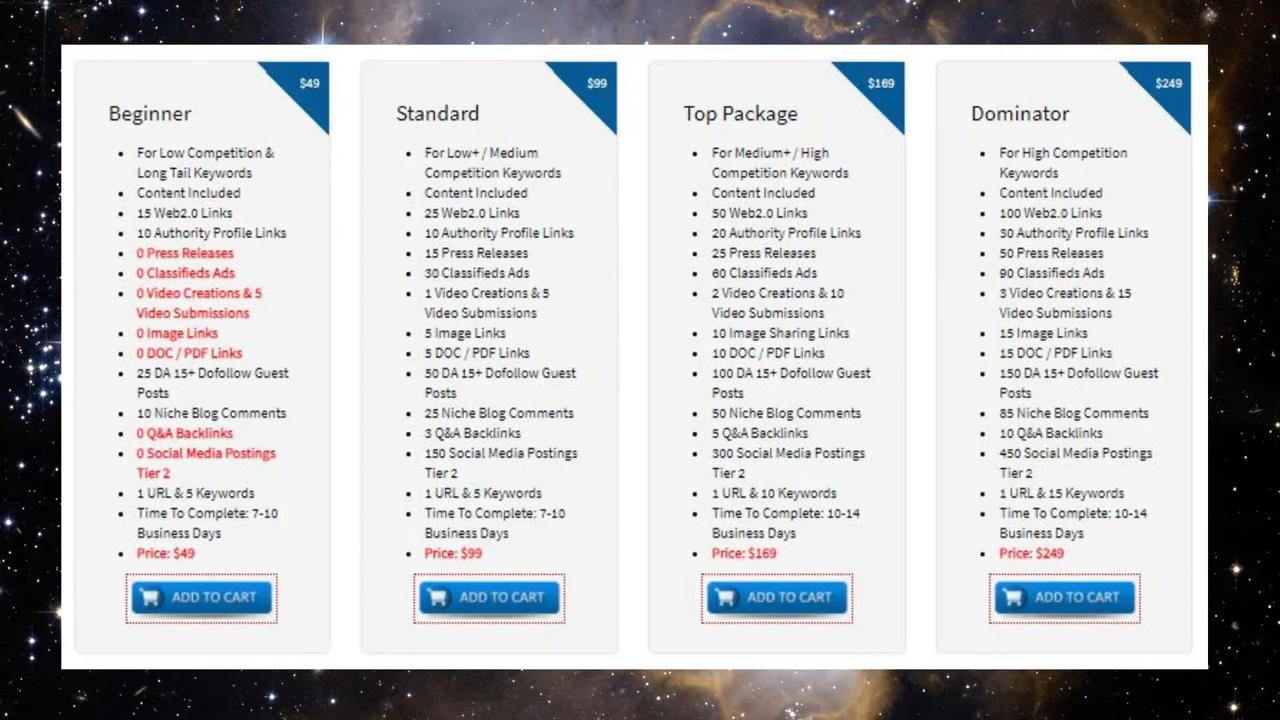 $49
Beginner
For Low Competition &
Long Tail Keywords
Content Included
15 Web2.0 Links
10 Authority Profile Links
0 Press Releases
0 Classifieds Ads
0 Video Creations & 5
Video Submissions
0 Image Links
0 DOC / PDF Links
25 DA 15+ Dofollow Guest
Posts
10 Niche Blog Comments
0 Q&A Backlinks
0 Social Media Postings
Tier 2
1 URL & 5 Keywords
Time To Complete: 7-10
Business Days
Price: $49
ADD TO CART
$99
Standard
For Low+ / Medium
Competition Keywords
Content Included
25 Web2.0 Links
10 Authority Profile Links
15 Press Releases
30 Classifieds Ads
1 Video Creations & 5
Video Submissions
5 Image Links
5 DOC / PDF Links
50 DA 15+ Dofollow Guest
Posts
25 Niche Blog Comments
3 Q&A Backlinks
150 Social Media Postings
Tier 2
1 URL & 5 Keywords
Time To Complete: 7-10
Business Days
Price: $99
ADD TO CART
$169
Top Package
For Medium+ / High
Competition Keywords
Content Included
50 Web2.0 Links
20 Authority Profile Links
25 Press Releases
60 Classifieds Ads
2 Video Creations & 10
Video Submissions
10 Image Sharing Links
10 DOC / PDF Links
100 DA 15+ Dofollow Guest
Posts
50 Niche Blog Comments
5 Q&A Backlinks
300 Social Media Postings
Tier 2
1 URL & 10 Keywords
Time To Complete: 10-14
Business Days
Price: $169
ADD TO CART
$249
Dominator
For High Competition
Keywords
Content Included
100 Web2.0 Links
30 Authority Profile Links
50 Press Releases
90 Classifieds Ads
3 Video Creations & 15
Video Submissions
15 Image Links
15 DOC / PDF Links
150 DA 15+ Dofollow Guest
Posts
85 Niche Blog Comments
10 Q&A Backlinks
450 Social Media Postings
Tier 2
1 URL & 15 Keywords
Time To Complete: 10-14
Business Days
Price: $249
ADD TO CART